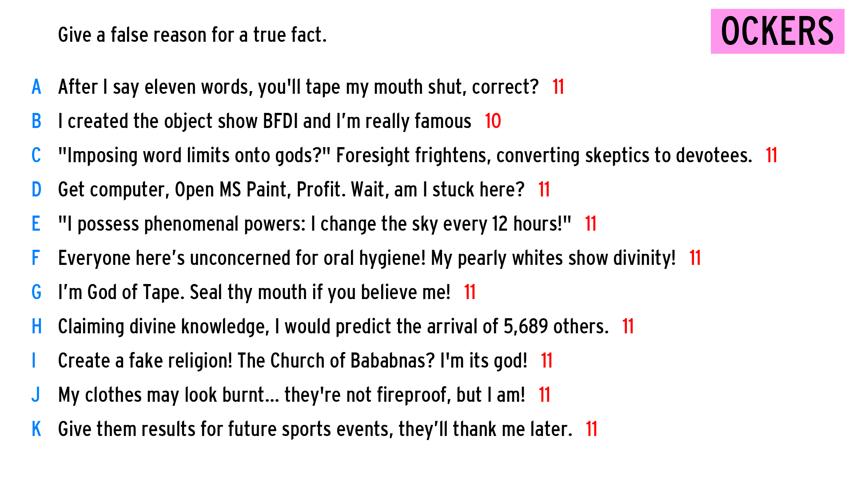 Give a false reason for a true fact.
OCKERS
A After I say eleven words, you'll tape my mouth shut, correct? 11
B I created the object show BFDI and I’m really famous 10
C "Imposing word limits onto gods?" Foresight frightens, converting skeptics to devotees. 11
D Get computer, Open MS Paint, Profit. Wait, am I stuck here? 11
E "I possess phenomenal powers: I change the sky every 12 hours!" 11
F Everyone here’s unconcerned for oral hygiene! My pearly whites show divinity! 11
G I’m God of Tape. Seal thy mouth if you believe me! 11
H Claiming divine knowledge, I would predict the arrival of 5,689 others. 11
I Create a fake religion! The Church of Bababnas? I'm its god! 11
J My clothes may look burnt... they're not fireproof, but I am! 11
K Give them results for future sports events, they’ll thank me later. 11